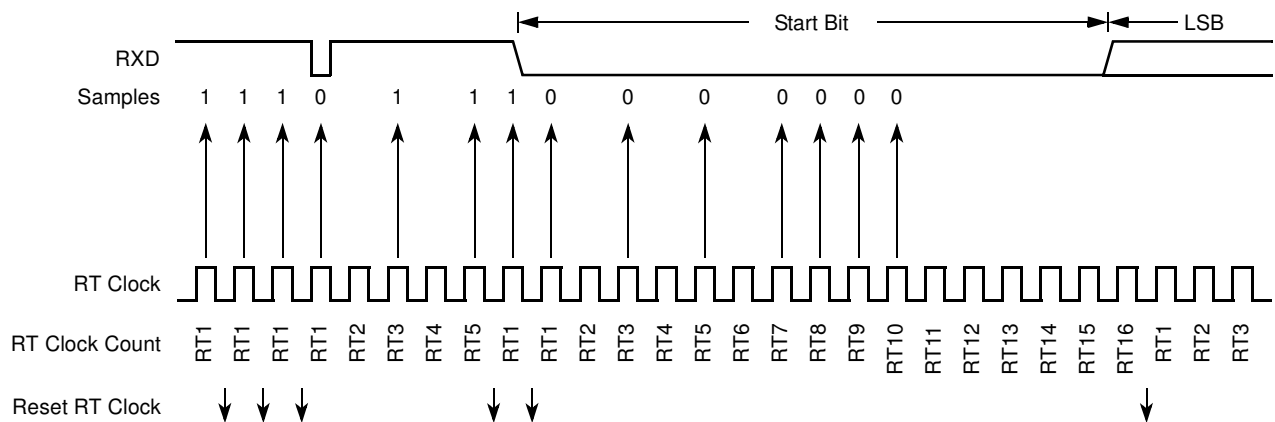 Start Bit LSB
RXD
Samples 1 1 1 0 1 1 1 0 0 0 0 0 0 0
RT Clock
RT Clock Count RT1 RT1 RT1 RT1 RT2 RT3 RT4 RT5 RT1 RT1 RT2 RT3 RT4 RT5 RT6 RT7 RT8 RT9 RT10 RT11 RT12 RT13 RT14 RT15 RT16 RT1 RT2 RT3
Reset RT Clock